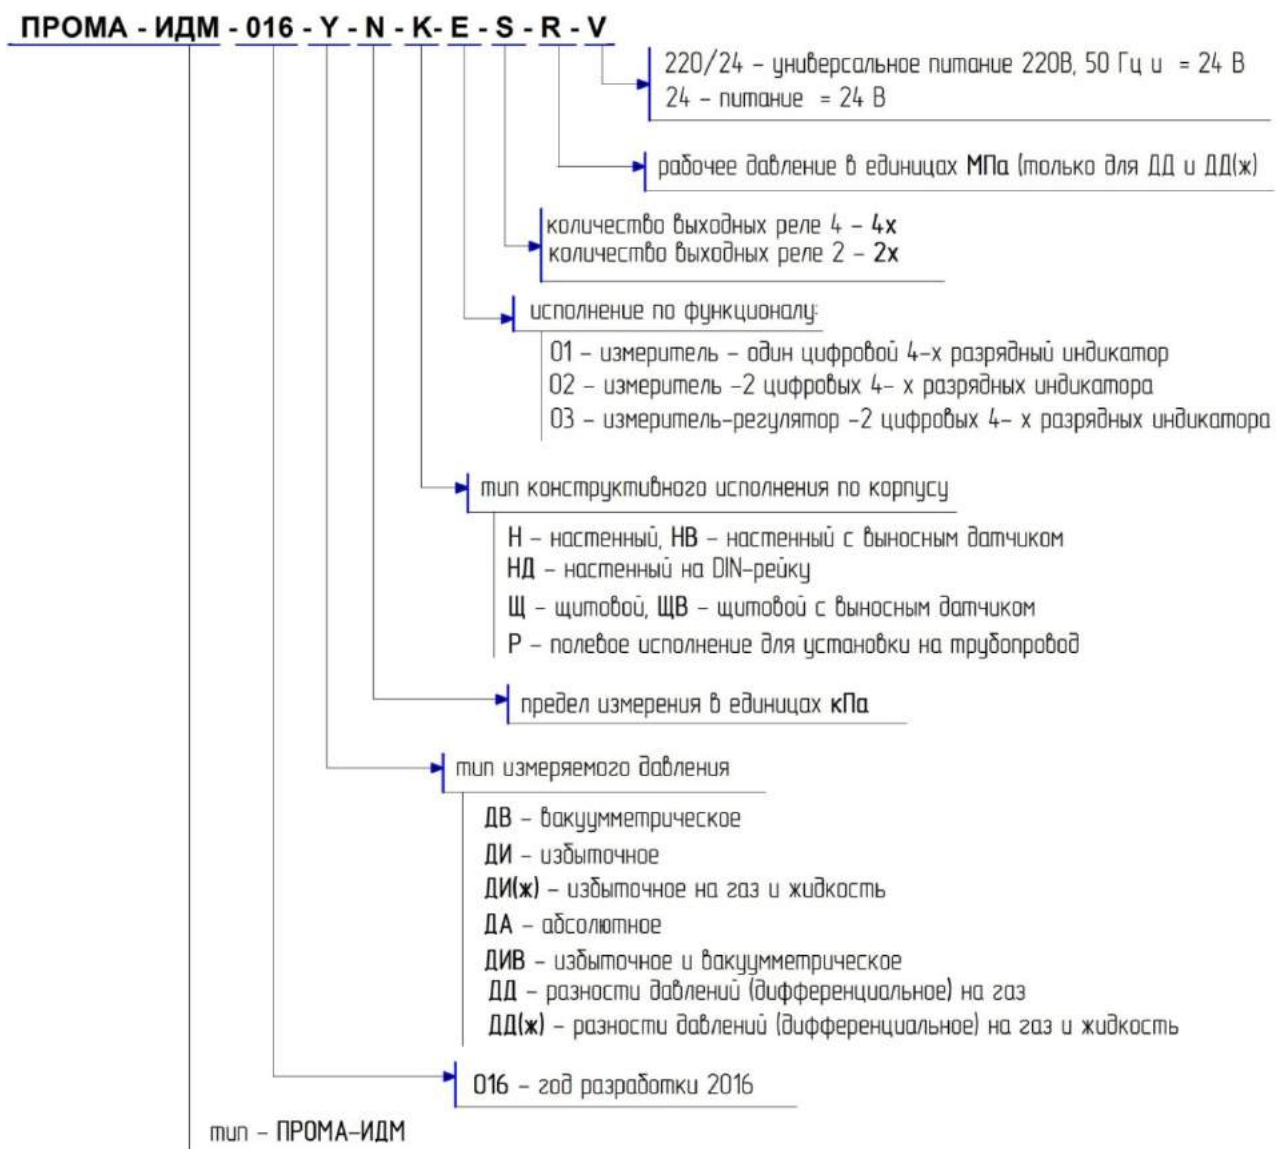 ПРОМА - ИДМ - 016 - Y - N - K- E - S - R - V
220/24 – универсальное питание 220В, 50 Гц и = 24 В
24 – питание = 24 В
рабочее давление в единицах МПа (только для ДД и ДД(ж)
количество выходных реле 4 – 4х
количество выходных реле 2 – 2х
исполнение по функционалу:
01 – измеритель – один цифровой 4-х разрядный индикатор
02 – измеритель -2 цифровых 4- х разрядных индикатора
03 – измеритель-регулятор -2 цифровых 4- х разрядных индикатора
тип конструктивного исполнения по корпусу
Н – настенный, НВ – настенный с выносным датчиком
НД – настенный на DIN-рейку
Щ – щитовой, ЩВ – щитовой с выносным датчиком
Р – полевое исполнение для установки на трубопровод
предел измерения в единицах кПа
тип измеряемого давления
ДВ – вакуумметрическое
ДИ – избыточное
ДИ(ж) – избыточное на газ и жидкость
ДА – абсолютное
ДИВ – избыточное и вакуумметрическое
ДД – разности давлений (дифференциальное) на газ
ДД(ж) – разности давлений (дифференциальное) на газ и жидкость
016 – год разработки 2016
тип – ПРОМА-ИДМ